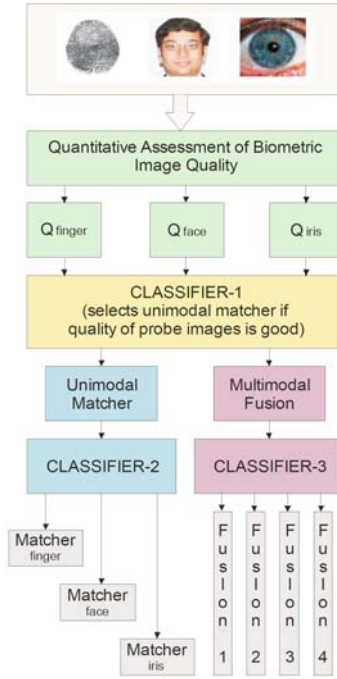 Quantitative Assessment of Biometric
Image Quality
Q finger
Q face
Q iris
CLASSIFIER-1
(selects unimodal matcher if
quality of probe images is good)
Unimodal
Matcher
Multimodal
Fusion
CLASSIFIER-2
CLASSIFIER-3
Matcher
finger
Matcher
face
Matcher
iris
Fusion 1
Fusion 2
Fusion 3
Fusion 4